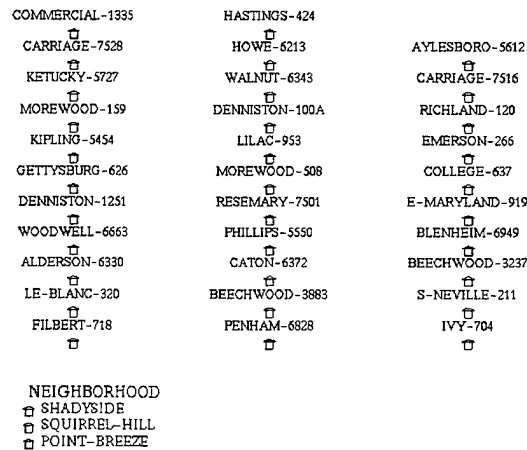 COMMERCIAL-1335 HASTINGS-424
CARRIAGE-7528 HOWE-6213 AYLESBORO-5612
KETUCKY-5727 WALNUT-6343 CARRIAGE-7516
MOREWOOD-159 DENNISTON-100A RICHLAND-120
KIPLING-5454 LILAC-953 EMERSON-266
GETTYSBURG-626 MOREWOOD-508 COLLEGE-637
DENNISTON-1251 RESEMARY-7501 E-MARYLAND-919
WOODWELL-6663 PHILLIPS-5550 BLENHEIM-6949
ALDERSON-6330 CATON-6372 BEECHWOOD-3237
LE-BLANC-320 BEECHWOOD-3883 S-NEVILLE-211
FILBERT-718 PENHAM-6828 IVY-704
NEIGHBORHOOD
SHADYSIDE
SQUIRREL-HILL
POINT-BREEZE